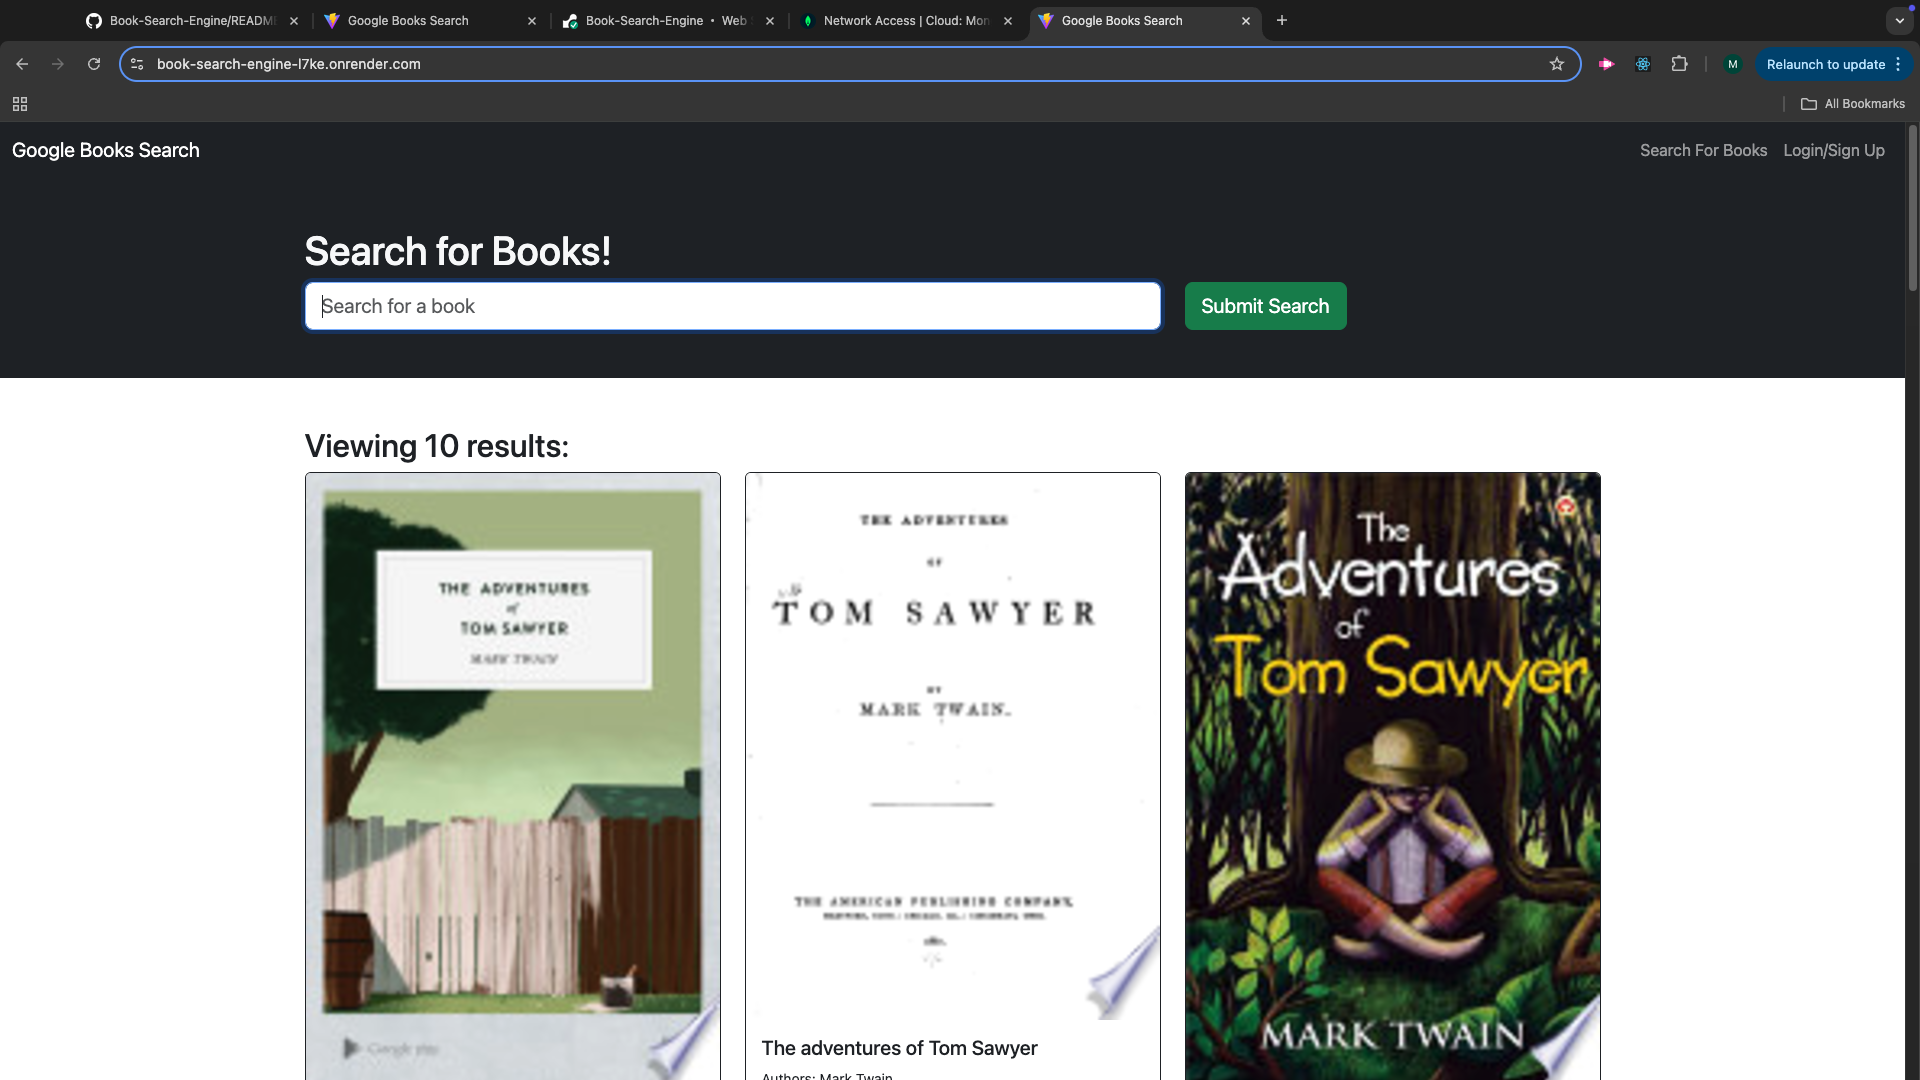 Book-Search-Engine/READM
Google Books Search
Book-Search-Engine • Web
Network Access | Cloud: Mon
Google Books Search
book-search-engine-l7ke.onrender.com
M
Relaunch to update
All Bookmarks
Google Books Search
Search For Books
Login/Sign Up
Search for Books!
Search for a book
Submit Search
Viewing 10 results:
THE ADVENTURES
of
TOM SAWYER
MARK TWAIN
Google play
THE ADVENTURES
OF
TOM SAWYER
BY
MARK TWAIN.
THE AMERICAN PUBLISHING COMPANY,
The adventures of Tom Sawyer
Authors: Mark Twain
The
Adventures
of
Tom Sawyer
MARK TWAIN